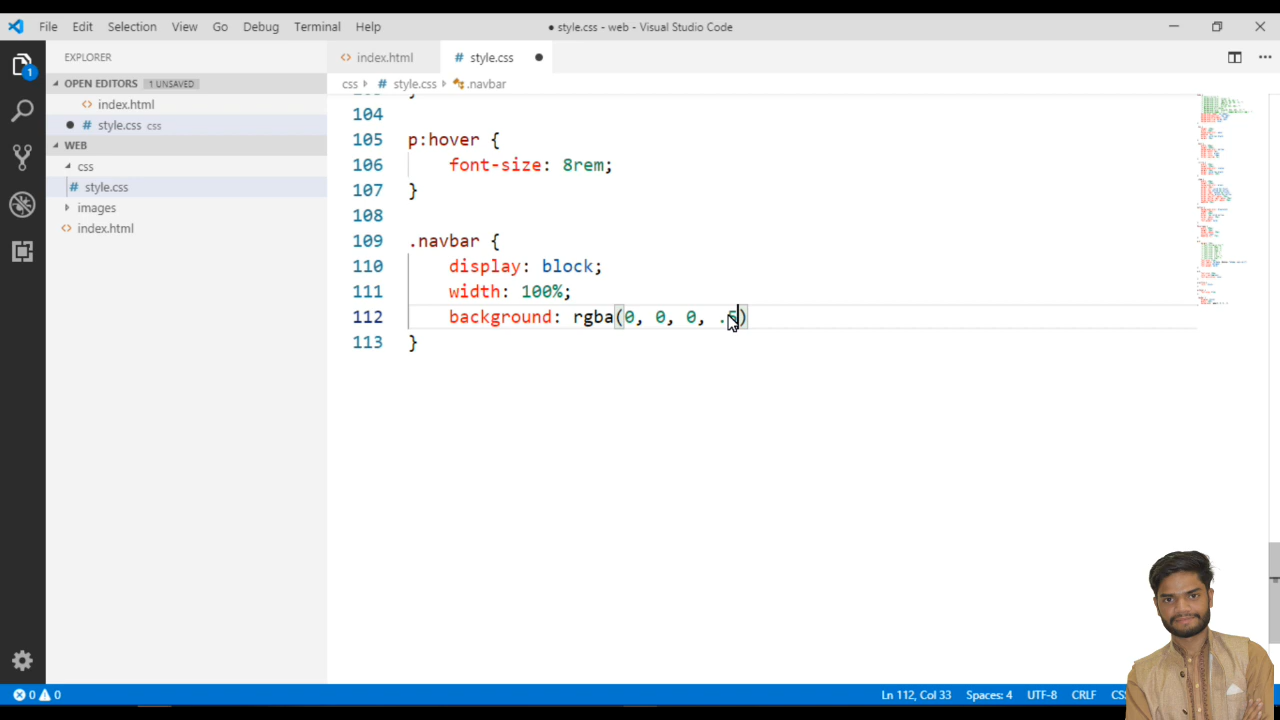 File Edit Selection View Go Debug Terminal Help
● style.css - web - Visual Studio Code
EXPLORER
index.html
# style.css ●
OPEN EDITORS 1 UNSAVED
css # style.css .navbar
index.html
● # style.css css
WEB
css
# style.css
images
index.html
1
104
105 p:hover {
106 font-size: 8rem;
107 }
108
109 .navbar {
110 display: block;
111 width: 100%;
112 background: rgba(0, 0, 0, .5)
113 }
0 0
Ln 112, Col 33 Spaces: 4 UTF-8 CRLF